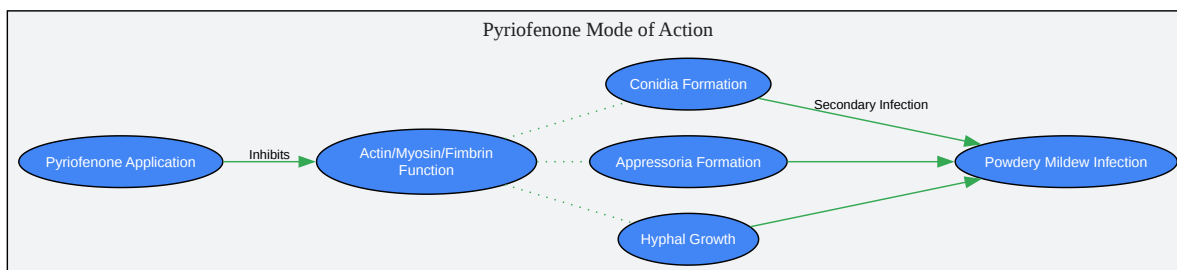 Pyriofenone Mode of Action
Pyriofenone Application
Inhibits
Actin/Myosin/Fimbrin
Function
Conidia Formation
Appressoria Formation
Hyphal Growth
Secondary Infection
Powdery Mildew Infection